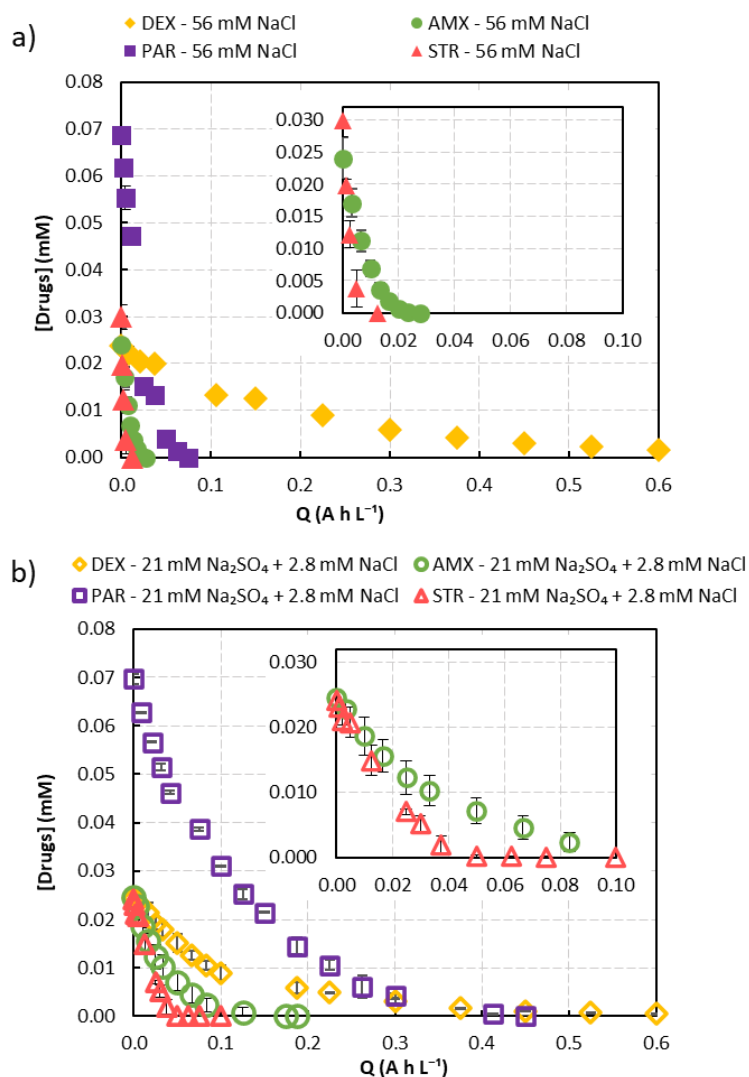 a)
DEX - 56 mM NaCl
AMX - 56 mM NaCl
PAR - 56 mM NaCl
STR - 56 mM NaCl
0.08
0.07
0.06
0.05
0.04
0.03
0.02
0.01
0.00
[Drugs] (mM)
0.030
0.025
0.020
0.015
0.010
0.005
0.000
0.00 0.02 0.04 0.06 0.08 0.10
0.0 0.1 0.2 0.3 0.4 0.5 0.6
Q (A h L⁻¹)
b)
DEX - 21 mM Na₂SO₄ + 2.8 mM NaCl
AMX - 21 mM Na₂SO₄ + 2.8 mM NaCl
PAR - 21 mM Na₂SO₄ + 2.8 mM NaCl
STR - 21 mM Na₂SO₄ + 2.8 mM NaCl
0.08
0.07
0.06
0.05
0.04
0.03
0.02
0.01
0.00
[Drugs] (mM)
0.030
0.020
0.010
0.000
0.00 0.02 0.04 0.06 0.08 0.10
0.0 0.1 0.2 0.3 0.4 0.5 0.6
Q (A h L⁻¹)